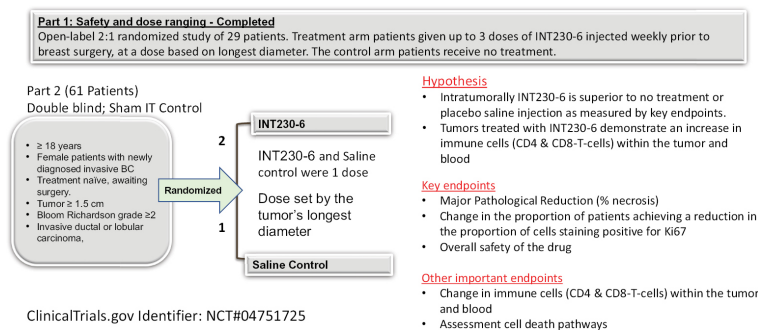 Part 1: Safety and dose ranging - Completed
Open-label 2:1 randomized study of 29 patients. Treatment arm patients given up to 3 doses of INT230-6 injected weekly prior to
breast surgery, at a dose based on longest diameter. The control arm patients receive no treatment.
Part 2 (61 Patients)
Double blind; Sham IT Control
• ≥ 18 years
• Female patients with newly
diagnosed invasive BC
• Treatment naïve, awaiting
surgery.
• Tumor ≥ 1.5 cm
• Bloom Richardson grade ≥2
• Invasive ductal or lobular
carcinoma,
Randomized
2
1
INT230-6
INT230-6 and Saline
control were 1 dose
Dose set by the
tumor's longest
diameter
Saline Control
Hypothesis
• Intratumorally INT230-6 is superior to no treatment or
placebo saline injection as measured by key endpoints.
• Tumors treated with INT230-6 demonstrate an increase in
immune cells (CD4 & CD8-T-cells) within the tumor and
blood
Key endpoints
• Major Pathological Reduction (% necrosis)
• Change in the proportion of patients achieving a reduction in
the proportion of cells staining positive for Ki67
• Overall safety of the drug
Other important endpoints
• Change in immune cells (CD4 & CD8-T-cells) within the tumor
and blood
• Assessment cell death pathways
ClinicalTrials.gov Identifier: NCT#04751725